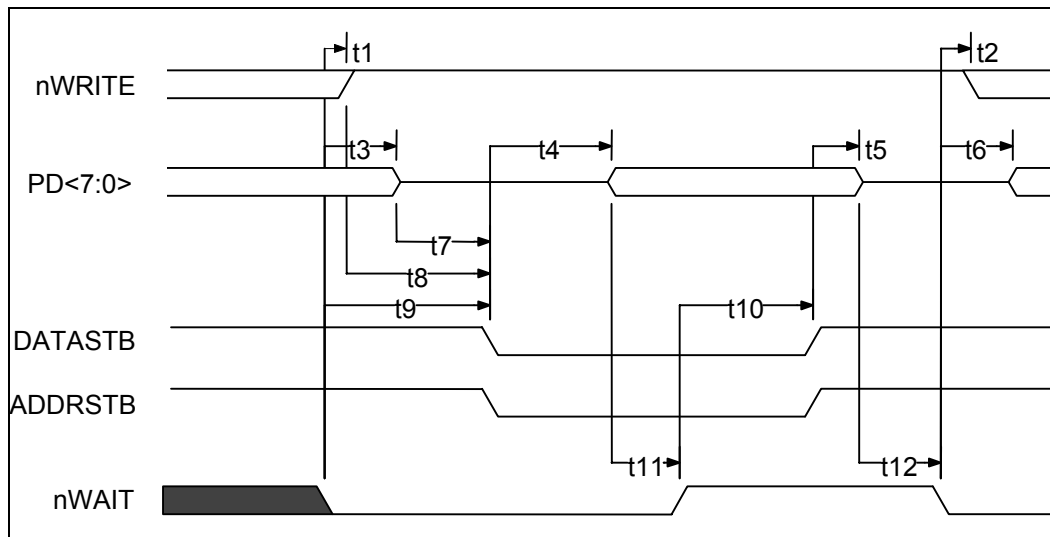 t1 t2
nWRITE
t3 t4 t5 t6
PD<7:0>
t7
t8
t9 t10
DATASTB
ADDRSTB
t11 t12
nWAIT